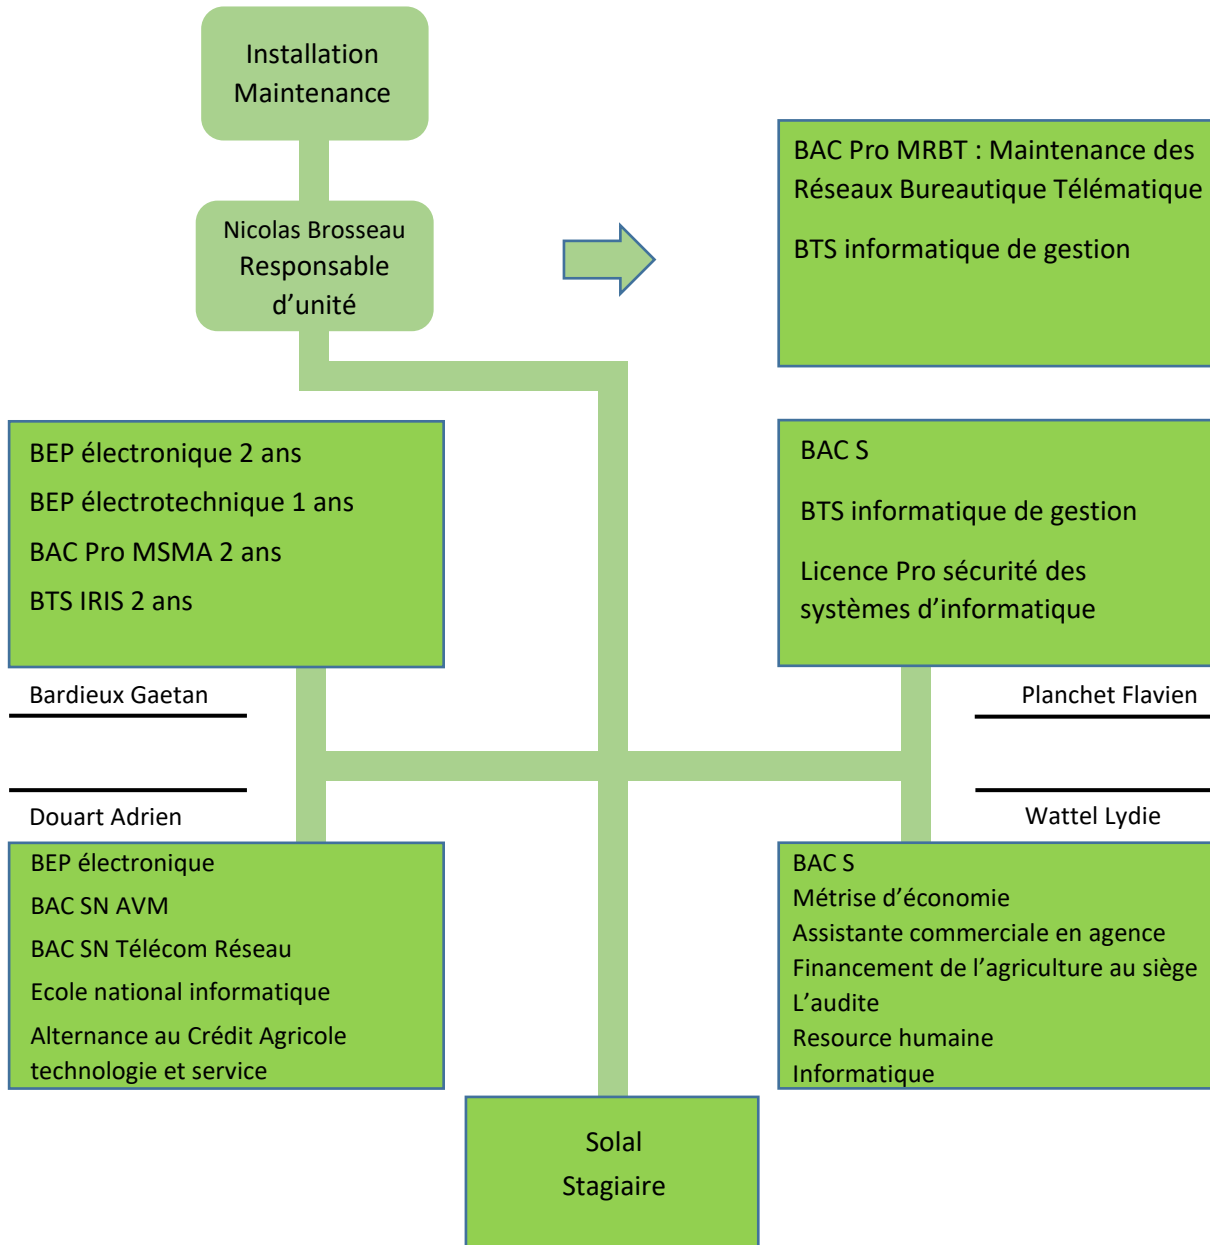 Installation
Maintenance
Nicolas Brosseau
Responsable
d’unité
BAC Pro MRBT : Maintenance des
Réseaux Bureautique Télématique
BTS informatique de gestion
BEP électronique 2 ans
BEP électrotechnique 1 ans
BAC Pro MSMA 2 ans
BTS IRIS 2 ans
BAC S
BTS informatique de gestion
Licence Pro sécurité des
systèmes d’informatique
Bardieux Gaetan
Planchet Flavien
Douart Adrien
Wattel Lydie
BEP électronique
BAC SN AVM
BAC SN Télécom Réseau
Ecole national informatique
Alternance au Crédit Agricole
technologie et service
BAC S
Métrise d’économie
Assistante commerciale en agence
Financement de l’agriculture au siège
L’audite
Resource humaine
Informatique
Solal
Stagiaire